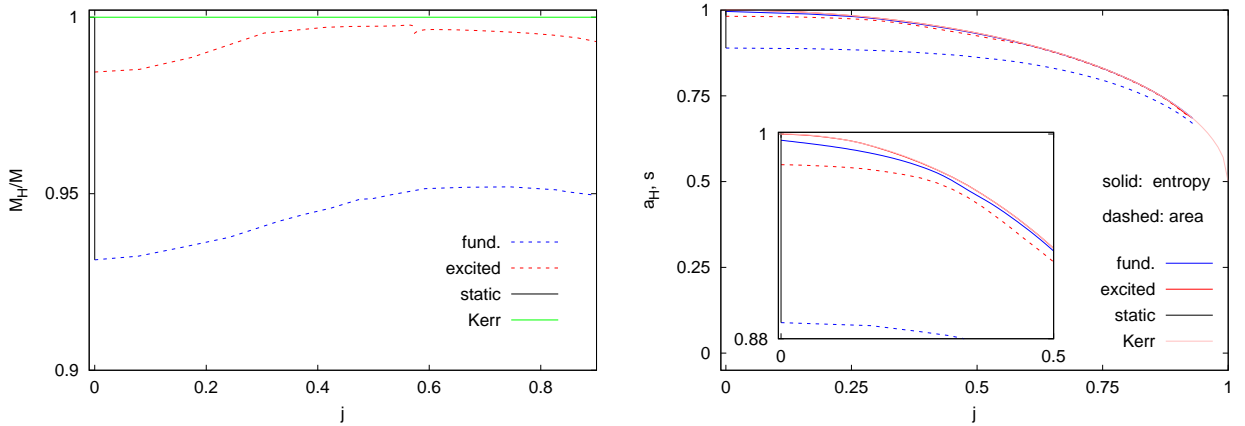 1
0.95
0.9
M_H/M
0 0.2 0.4 0.6 0.8
j
fund.
excited
static
Kerr
1
0.75
0.5
0.25
0
a_H, s
0 0.25 0.5 0.75 1
j
1
0.88
0 0.5
solid: entropy
dashed: area
fund.
excited
static
Kerr